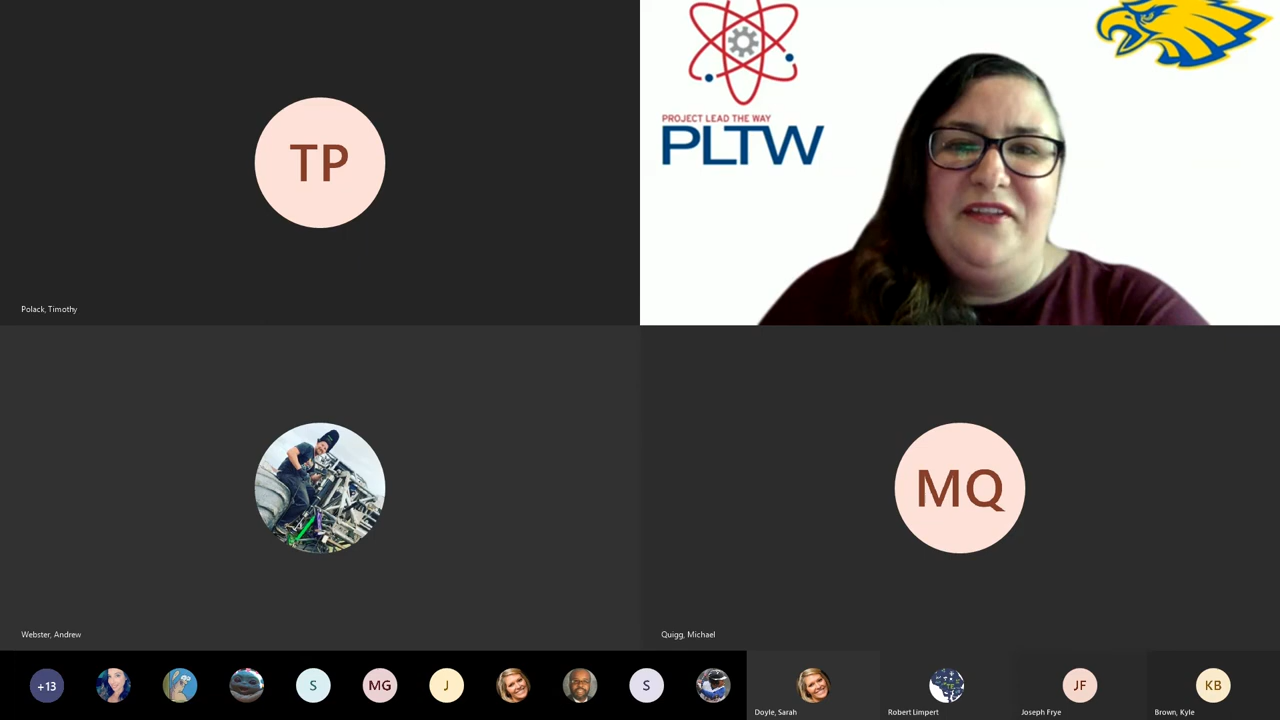 TP
Polack, Timothy
PROJECT LEAD THE WAY
PLTW
Webster, Andrew
MQ
Quigg, Michael
+13
S
MG
J
S
Doyle, Sarah
Robert Limpert
JF
Joseph Frye
KB
Brown, Kyle